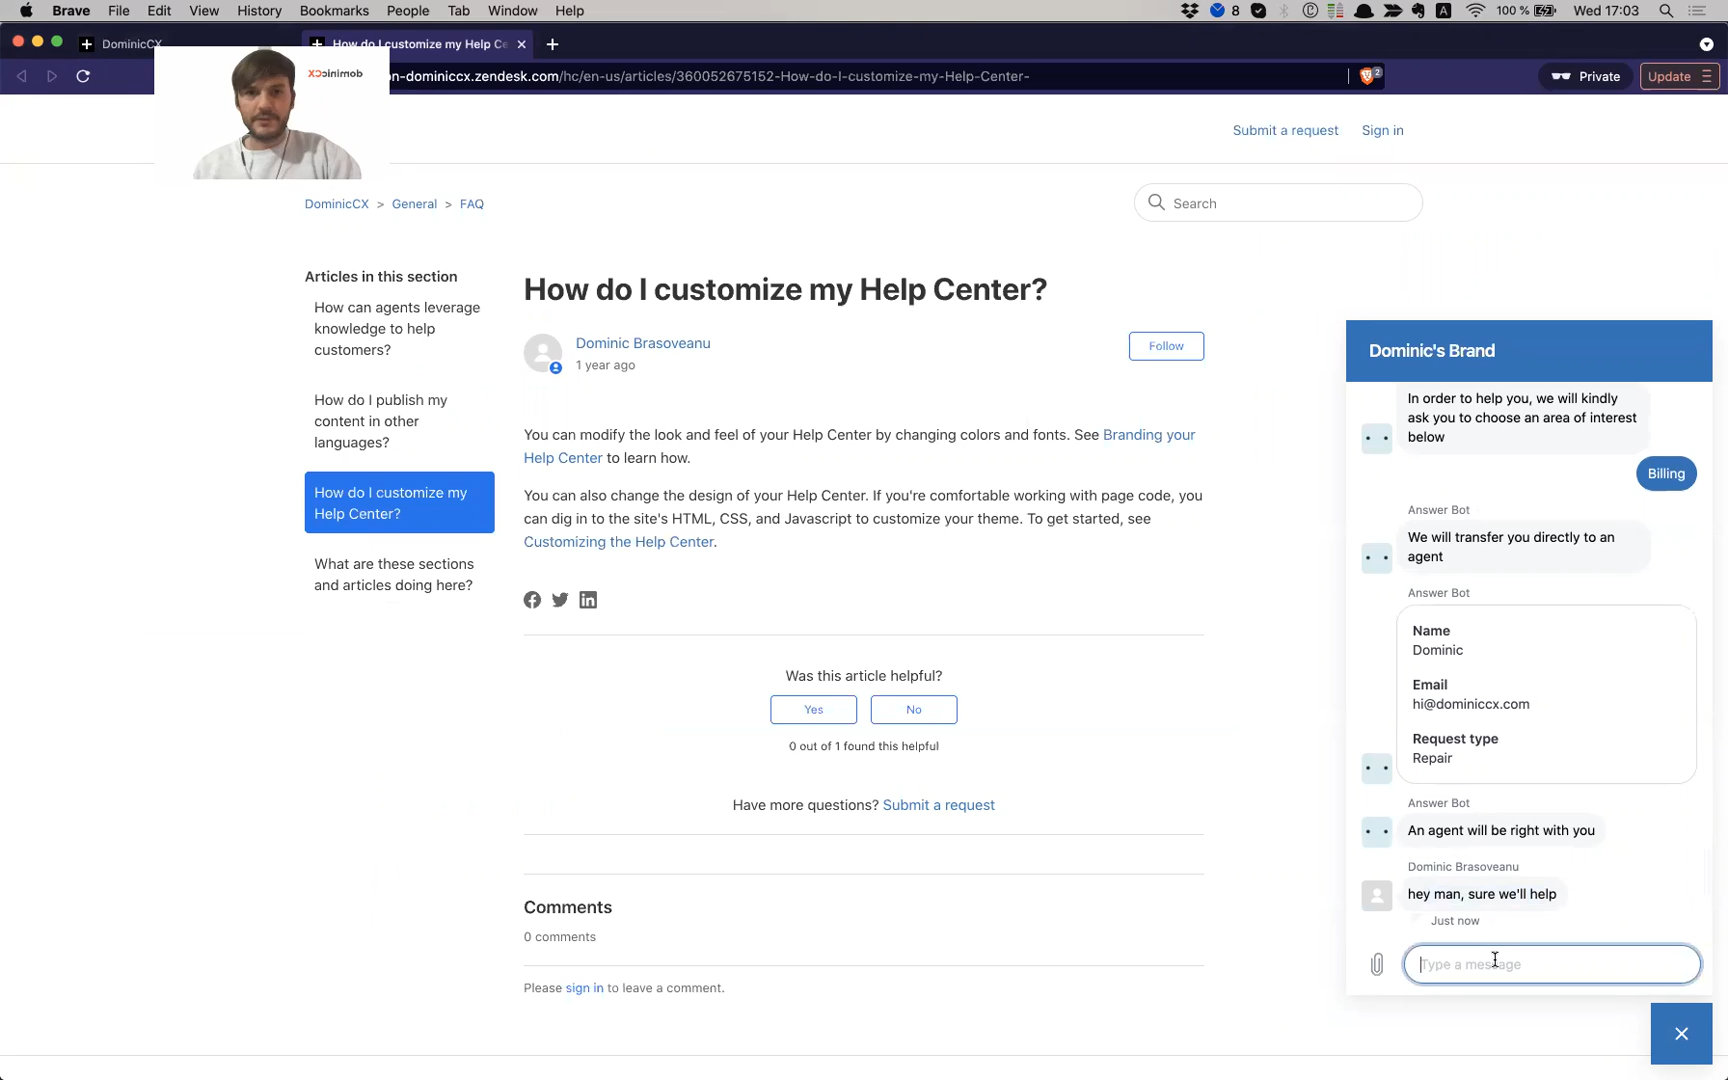 Brave File Edit View History Bookmarks People Tab Window Help
8 A 100 % Wed 17:03
DominicCX
How do I customize my Help Ce
n-dominiccx.zendesk.com/hc/en-us/articles/360052675152-How-do-I-customize-my-Help-Center-
2
Private
Update
dominicCX
Submit a request Sign in
DominicCX > General > FAQ
Search
Articles in this section
How can agents leverage
knowledge to help
customers?
How do I publish my
content in other
languages?
How do I customize my
Help Center?
What are these sections
and articles doing here?
How do I customize my Help Center?
Dominic Brasoveanu
1 year ago
Follow
You can modify the look and feel of your Help Center by changing colors and fonts. See Branding your
Help Center to learn how.
You can also change the design of your Help Center. If you're comfortable working with page code, you
can dig in to the site's HTML, CSS, and Javascript to customize your theme. To get started, see
Customizing the Help Center.
Was this article helpful?
Yes No
0 out of 1 found this helpful
Have more questions? Submit a request
Comments
0 comments
Please sign in to leave a comment.
Dominic's Brand
In order to help you, we will kindly
ask you to choose an area of interest
below
Billing
Answer Bot
We will transfer you directly to an
agent
Answer Bot
Name
Dominic
Email
hi@dominiccx.com
Request type
Repair
Answer Bot
An agent will be right with you
Dominic Brasoveanu
hey man, sure we'll help
Just now
Type a message